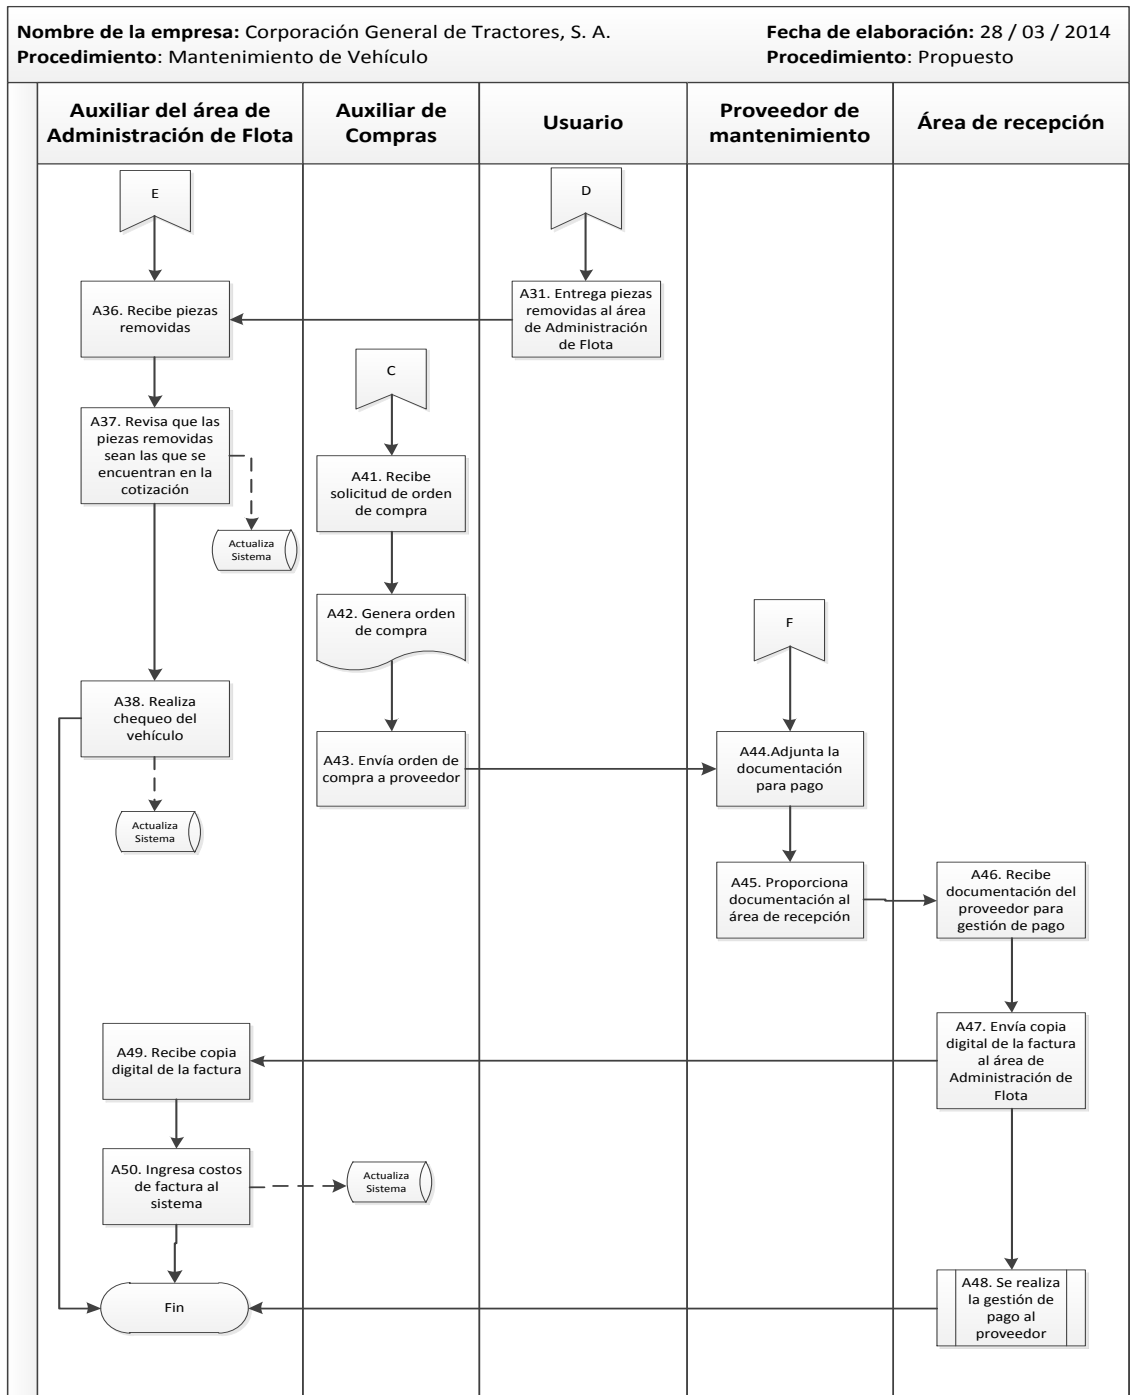 Nombre de la empresa: Corporación General de Tractores, S. A.
Fecha de elaboración: 28 / 03 / 2014
Procedimiento: Mantenimiento de Vehículo
Procedimiento: Propuesto
Auxiliar del área de
Administración de Flota
Auxiliar de
Compras
Usuario
Proveedor de
mantenimiento
Área de recepción
E
D
A36. Recibe piezas
removidas
A31. Entrega piezas
removidas al área
de Administración
de Flota
C
A37. Revisa que las
piezas removidas
sean las que se
encuentran en la
cotización
A41. Recibe
solicitud de orden
de compra
Actualiza
Sistema
A42. Genera orden
de compra
F
A38. Realiza
chequeo del
vehículo
A43. Envía orden de
compra a proveedor
A44.Adjunta la
documentación
para pago
Actualiza
Sistema
A45. Proporciona
documentación al
área de recepción
A46. Recibe
documentación del
proveedor para
gestión de pago
A49. Recibe copia
digital de la factura
A47. Envía copia
digital de la factura
al área de
Administración de
Flota
A50. Ingresa costos
de factura al
sistema
Actualiza
Sistema
Fin
A48. Se realiza
la gestión de
pago al
proveedor